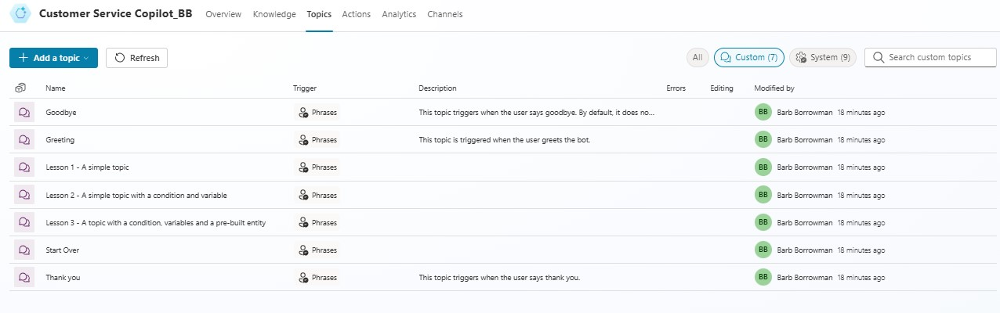 Customer Service Copilot_BB Overview Knowledge Topics Actions Analytics Channels
Add a topic Refresh All Custom (7) System (9) Search custom topics
Name Trigger Description Errors Editing Modified by
Goodbye Phrases This topic triggers when the user says goodbye. By default, it does no... BB Barb Borrowman 18 minutes ago
Greeting Phrases This topic is triggered when the user greets the bot. BB Barb Borrowman 18 minutes ago
Lesson 1 - A simple topic Phrases BB Barb Borrowman 18 minutes ago
Lesson 2 - A simple topic with a condition and variable Phrases BB Barb Borrowman 18 minutes ago
Lesson 3 - A topic with a condition, variables and a pre-built entity Phrases BB Barb Borrowman 18 minutes ago
Start Over Phrases BB Barb Borrowman 18 minutes ago
Thank you Phrases This topic triggers when the user says thank you. BB Barb Borrowman 18 minutes ago